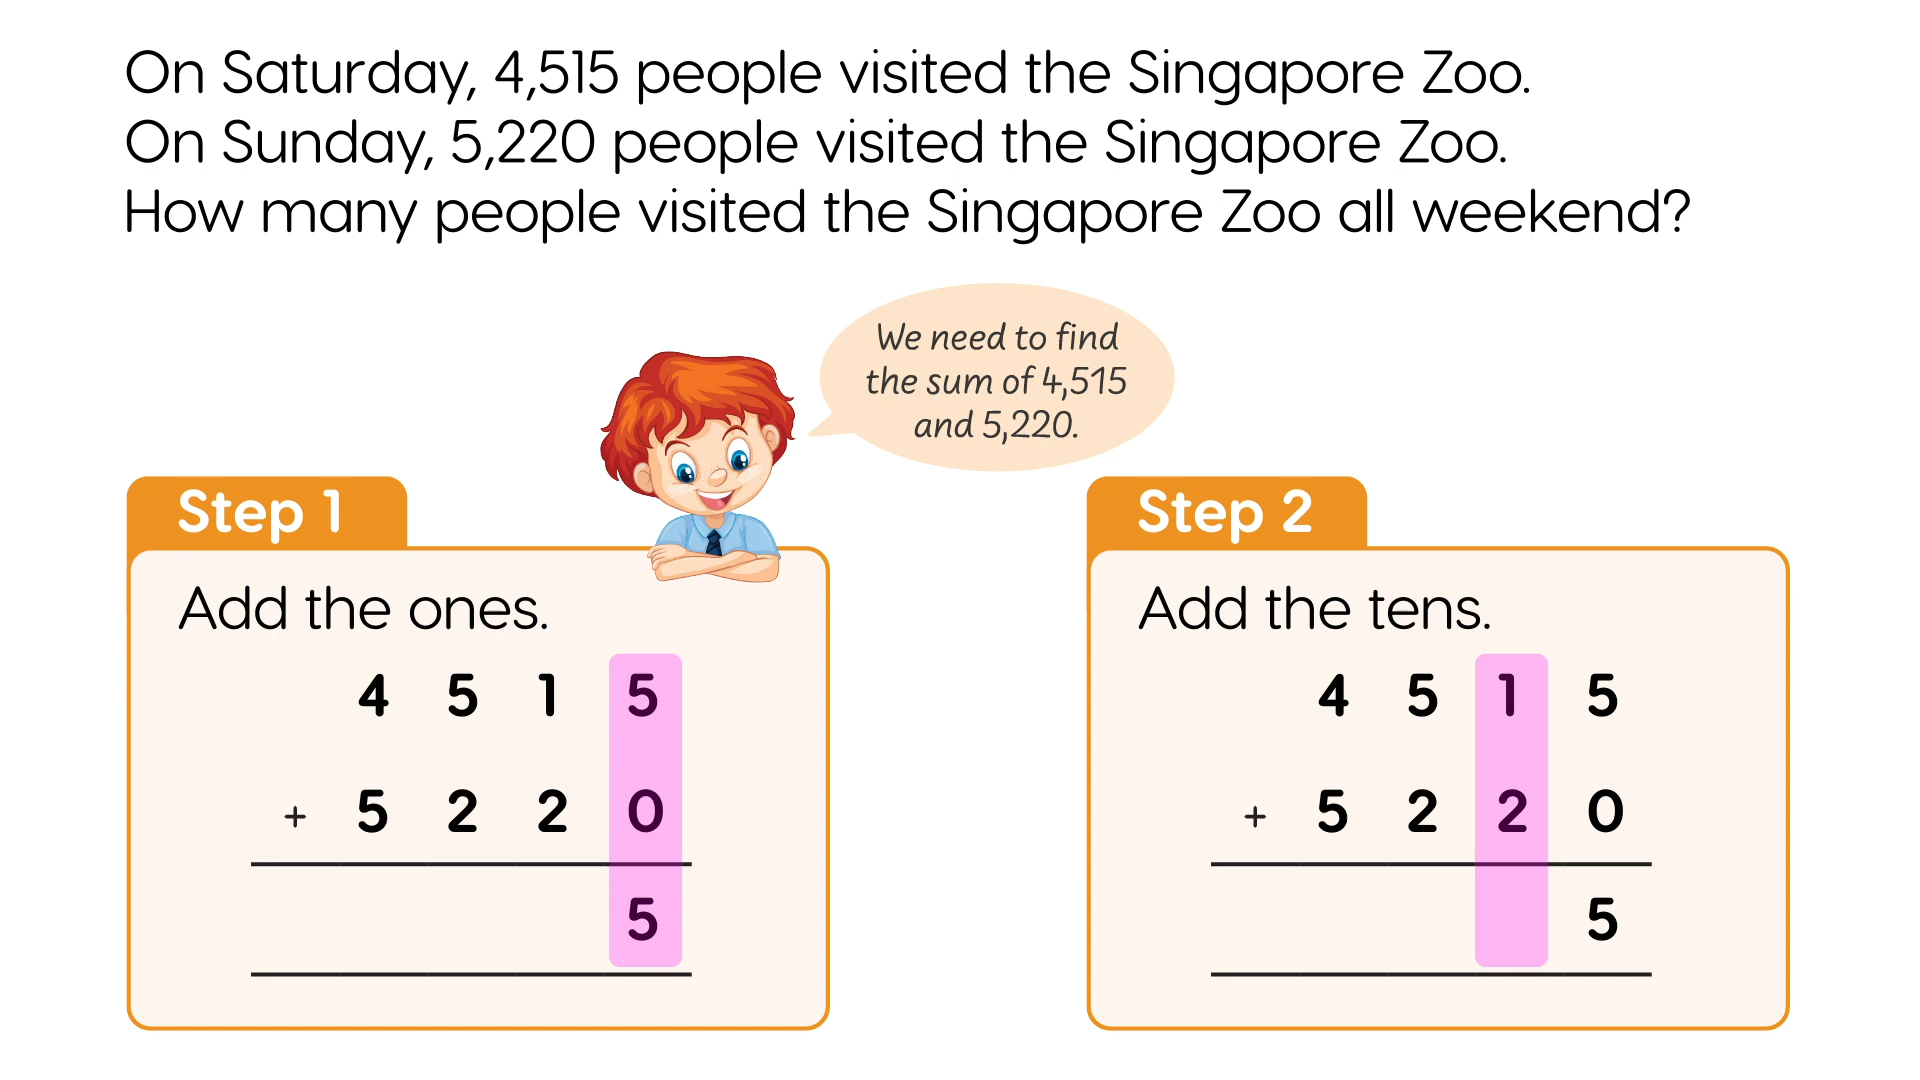 On Saturday, 4,515 people visited the Singapore Zoo.
On Sunday, 5,220 people visited the Singapore Zoo.
How many people visited the Singapore Zoo all weekend?
We need to find
the sum of 4,515
and 5,220.
Step 1
Add the ones.
4 5 1 5
+ 5 2 2 0
5
Step 2
Add the tens.
4 5 1 5
+ 5 2 2 0
5